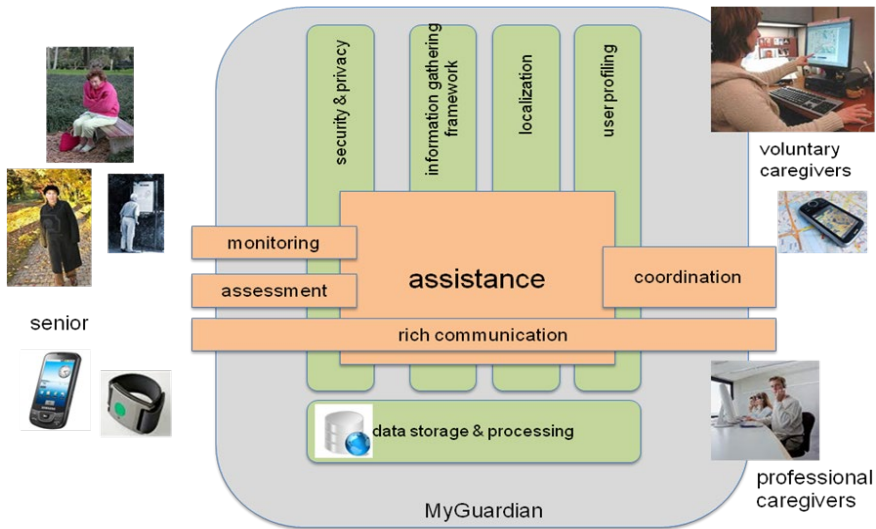 security & privacy
information gathering
framework
localization
user profiling
voluntary
caregivers
monitoring
assistance
coordination
assessment
senior
rich communication
data storage & processing
professional
caregivers
MyGuardian